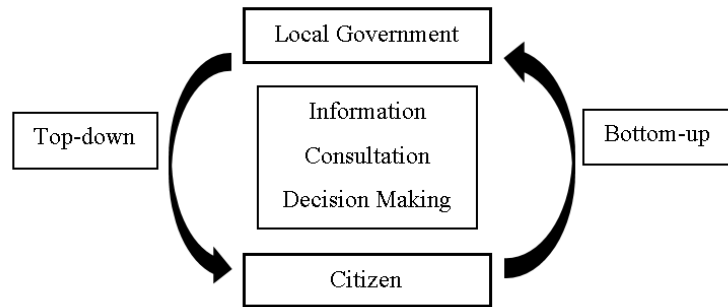 Local Government
Top-down
Information
Consultation
Decision Making
Bottom-up
Citizen